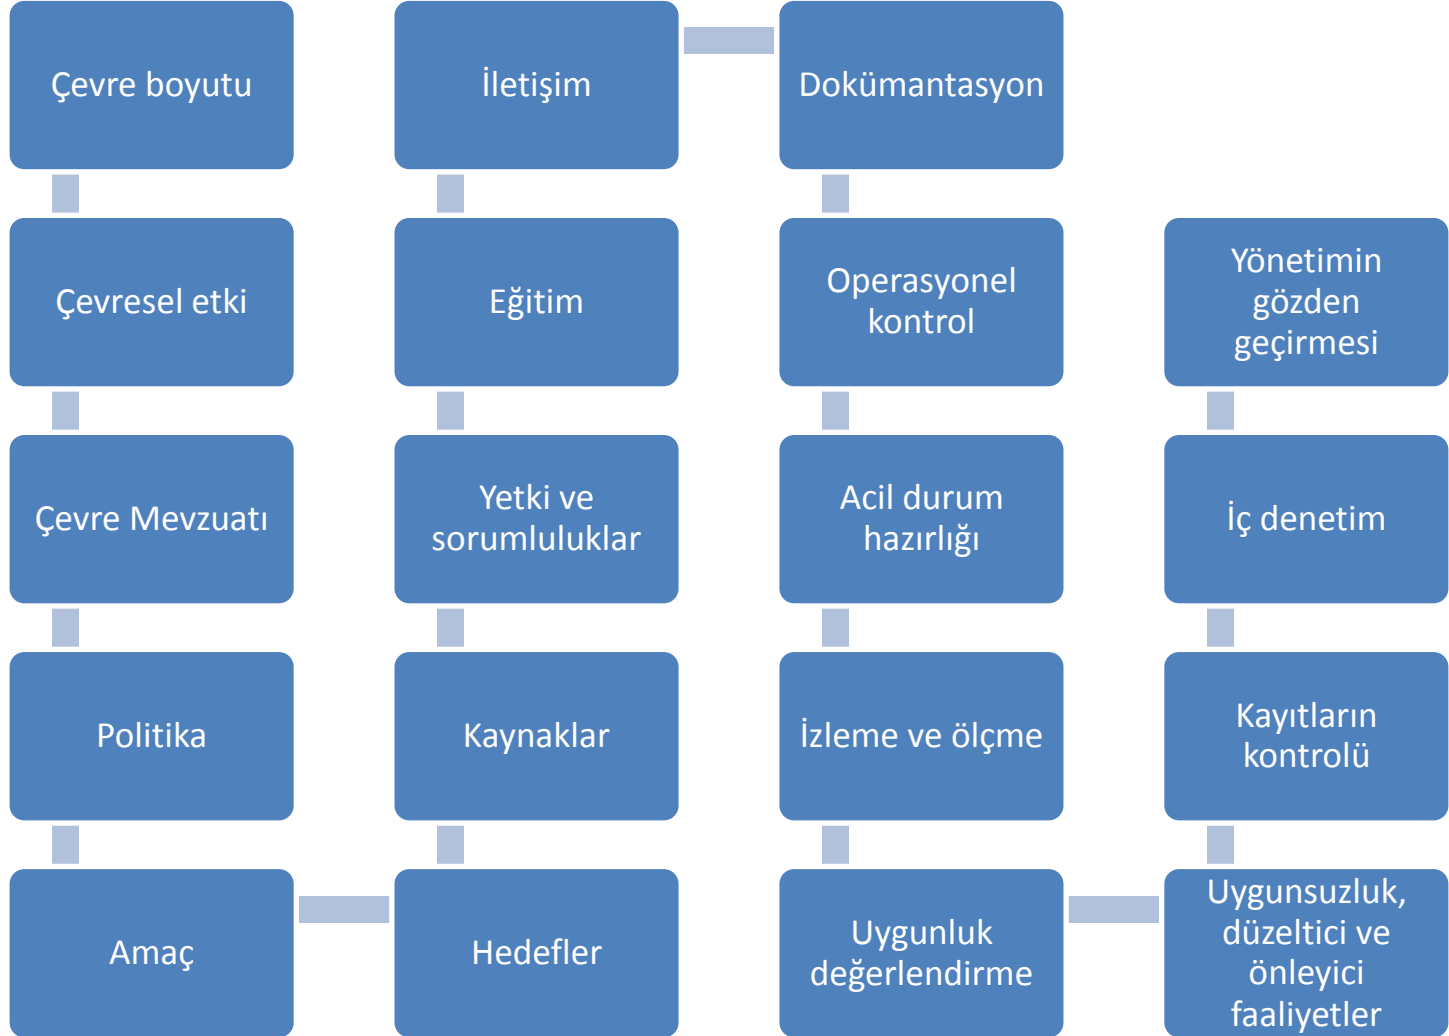 Çevre boyutu
Çevresel etki
Çevre Mevzuatı
Politika
Amaç
Hedefler
Kaynaklar
Yetki ve
sorumluluklar
Eğitim
İletişim
Dokümantasyon
Operasyonel
kontrol
Acil durum
hazırlığı
İzleme ve ölçme
Uygunluk
değerlendirme
Uygunsuzluk,
düzeltici ve
önleyici
faaliyetler
Kayıtların
kontrolü
İç denetim
Yönetimin
gözden
geçirmesi